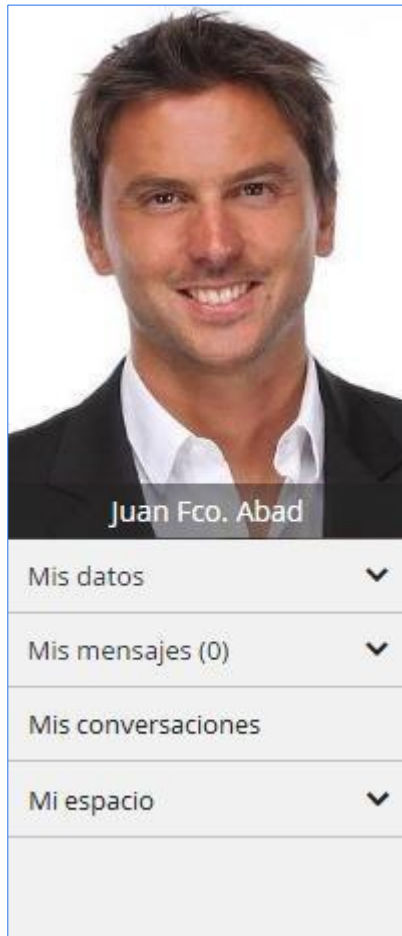 Juan Fco. Abad
Mis datos
Mis mensajes (0)
Mis conversaciones
Mi espacio